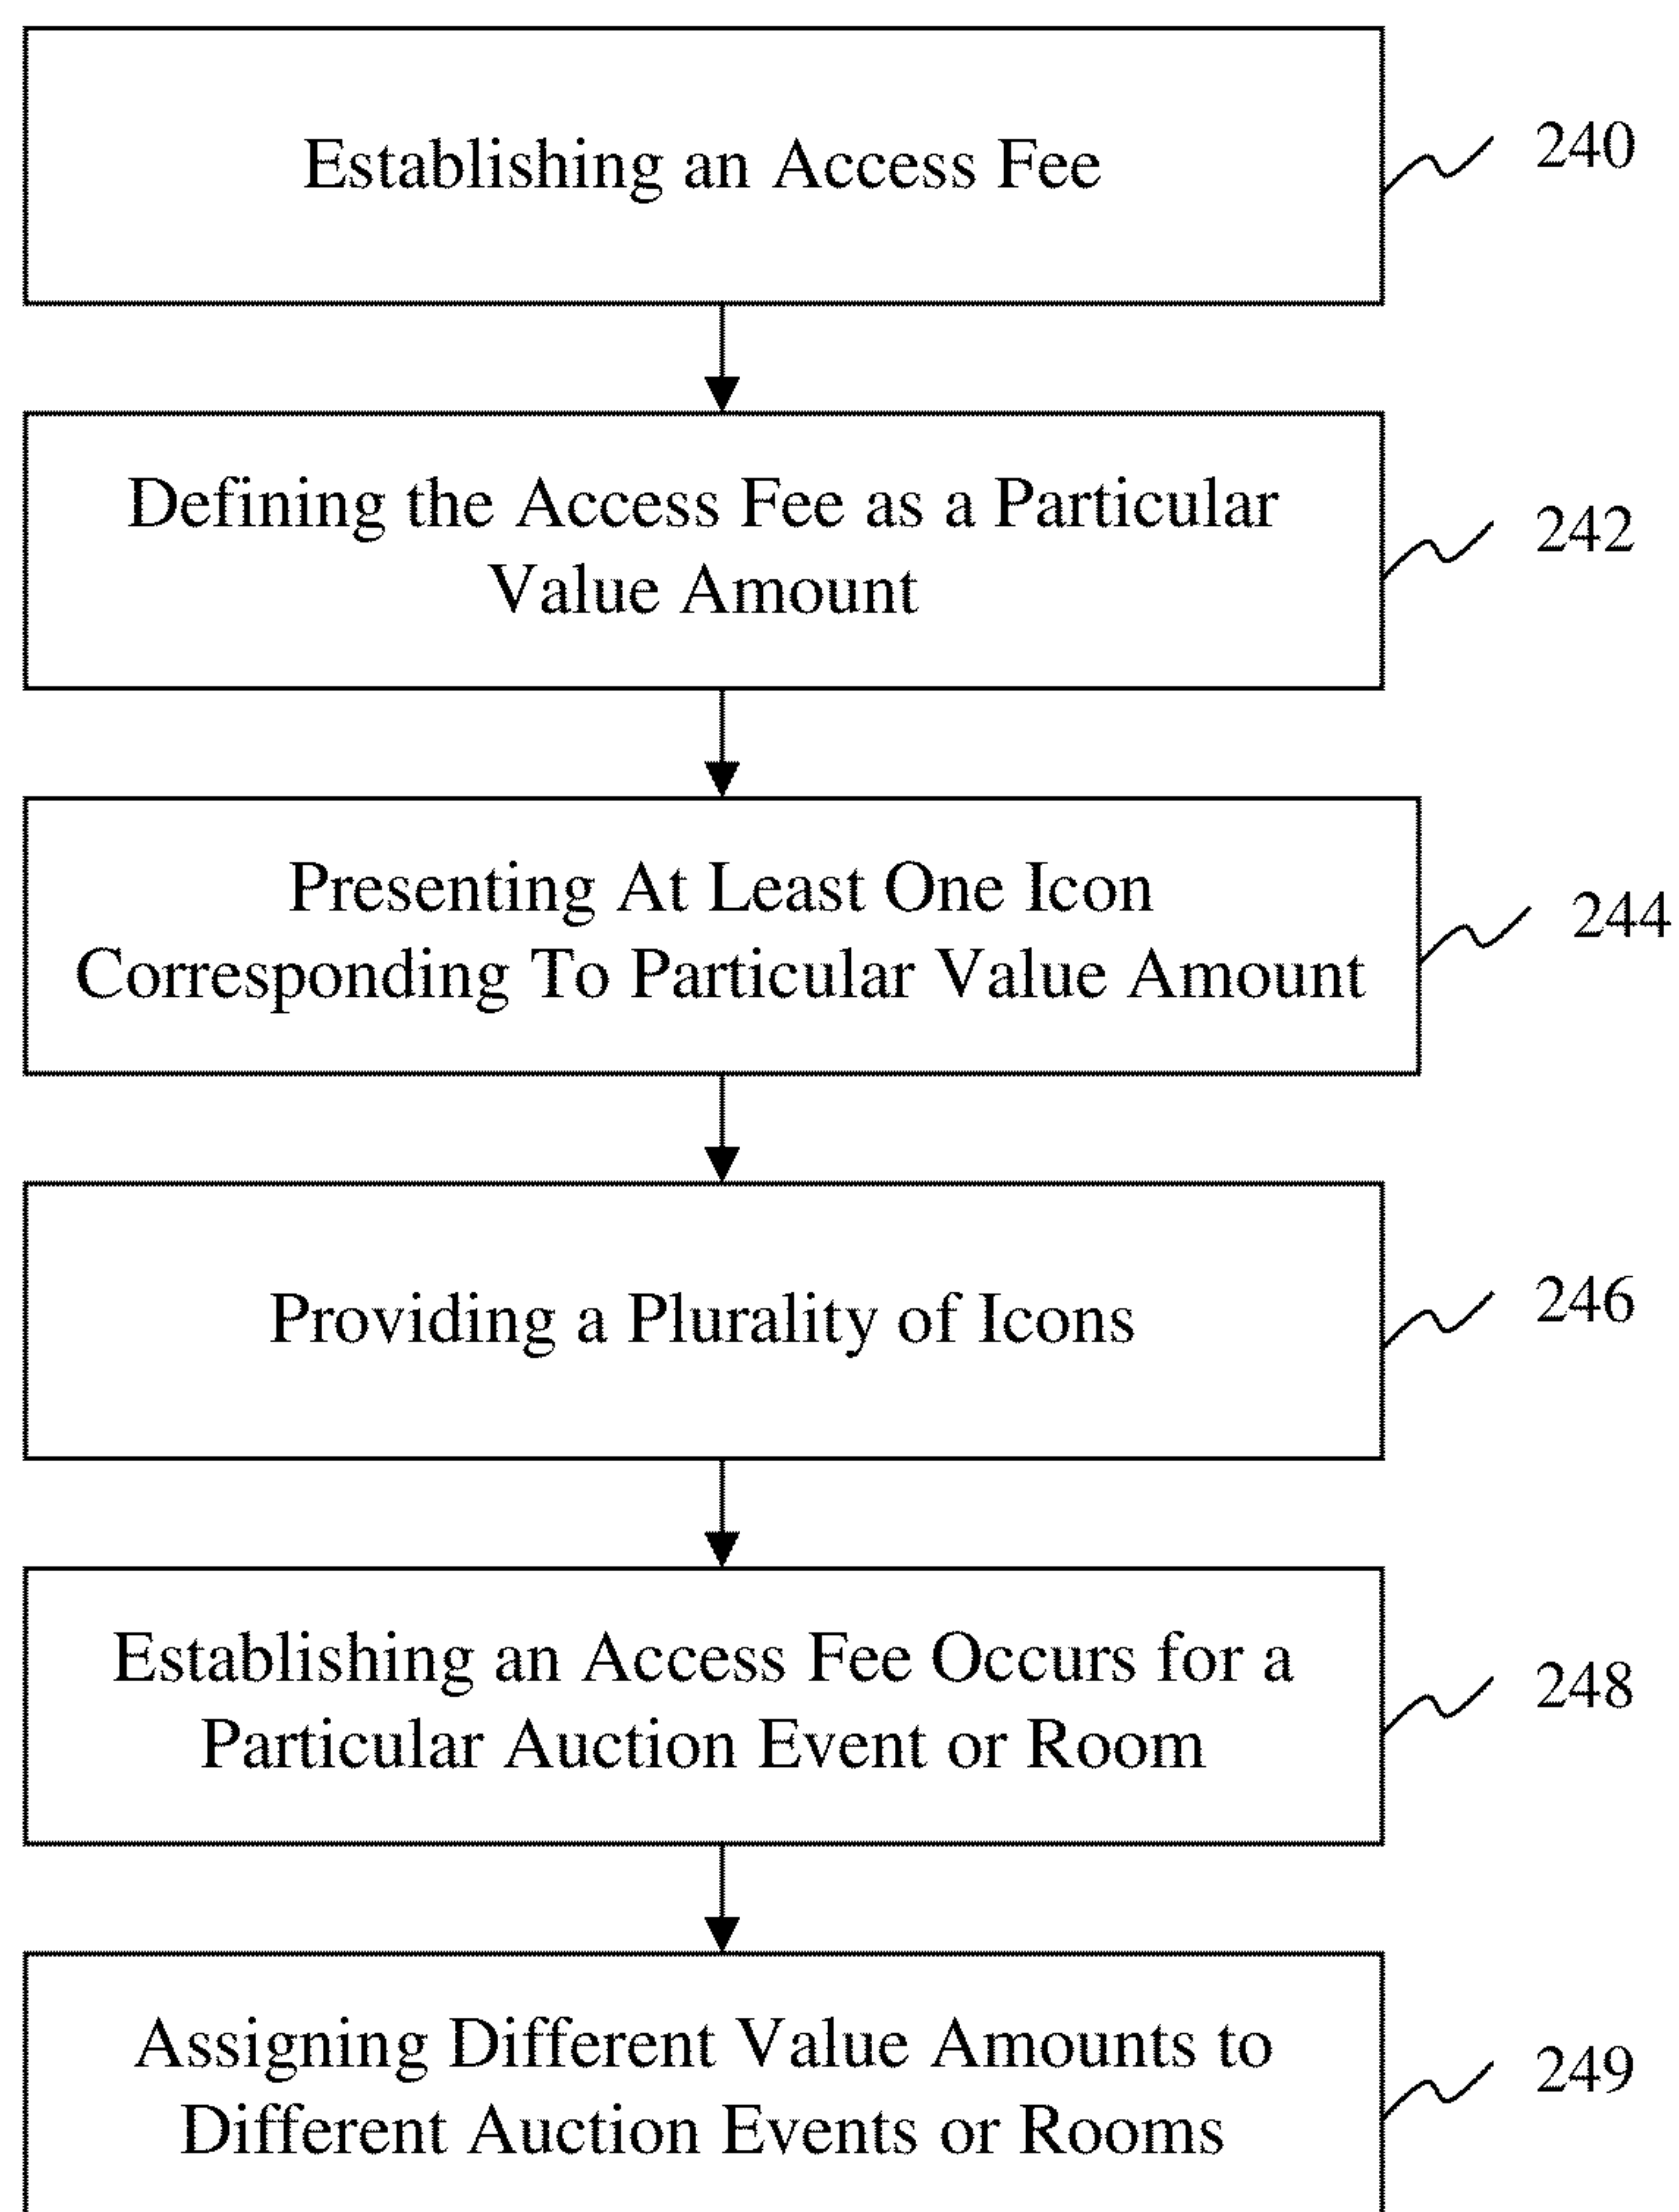 Establishing an Access Fee
240
Defining the Access Fee as a Particular
Value Amount
242
Presenting At Least One Icon
Corresponding To Particular Value Amount
244
Providing a Plurality of Icons
246
Establishing an Access Fee Occurs for a
Particular Auction Event or Room
248
Assigning Different Value Amounts to
Different Auction Events or Rooms
249